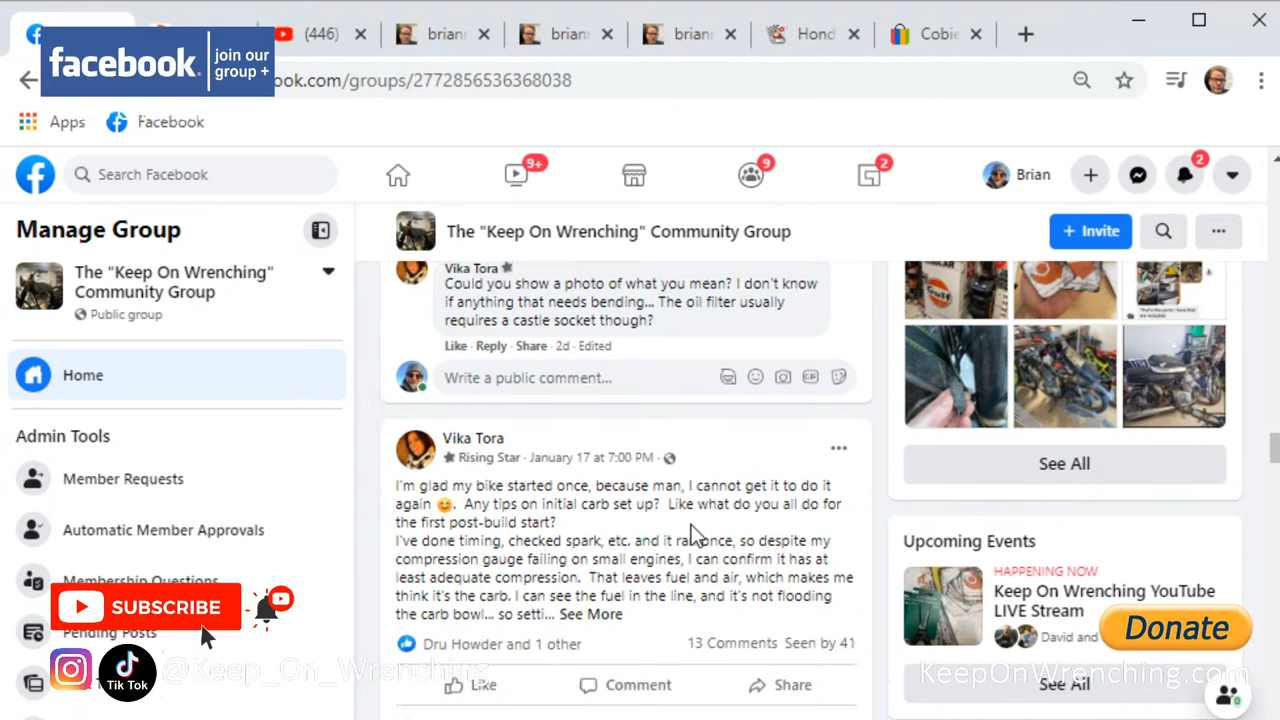 (446)
briann
briann
briann
Hond
Cobie
facebook.
join our
group +
ook.com/groups/2772856536368038
Apps
Facebook
Search Facebook
9+
9
2
Brian
2
Manage Group
The "Keep On Wrenching" Community Group
Invite
The "Keep On Wrenching"
Community Group
Public group
Home
Admin Tools
Member Requests
Automatic Member Approvals
Membership Questions
Pending Posts
Vika Tora
Could you show a photo of what you mean? I don't know
if anything that needs bending... The oil filter usually
requires a castle socket though?
Like · Reply · Share · 2d · Edited
Write a public comment...
GIF
Vika Tora
Rising Star · January 17 at 7:00 PM ·
I'm glad my bike started once, because man, I cannot get it to do it
again 😊. Any tips on initial carb set up? Like what do you all do for
the first post-build start?
I've done timing, checked spark, etc. and it ran once, so despite my
compression gauge failing on small engines, I can confirm it has at
least adequate compression. That leaves fuel and air, which makes me
think it's the carb. I can see the fuel in the line, and it's not flooding
the carb bowl... so setti... See More
Dru Howder and 1 other
13 Comments Seen by 41
Like
Comment
Share
Gulf
See All
Upcoming Events
HAPPENING NOW
Keep On Wrenching YouTube
LIVE Stream
David and
See All
Donate
SUBSCRIBE
Tik Tok
@Keep_On_Wrenching
KeepOnWrenching.com
0